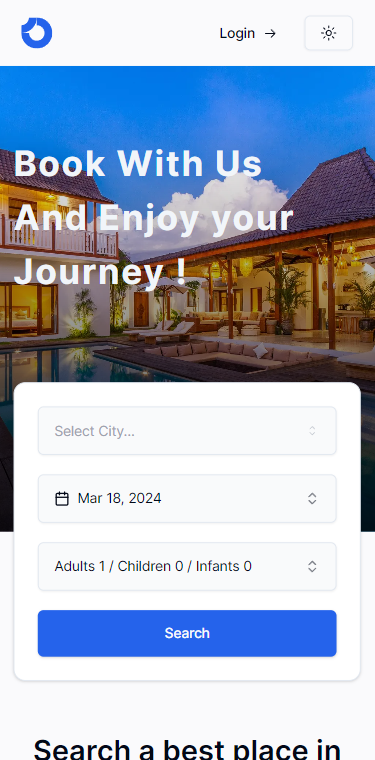 Login →
Book With Us
And Enjoy your
Journey !
Select City...
Mar 18, 2024
Adults 1 / Children 0 / Infants 0
Search
Search a best place in